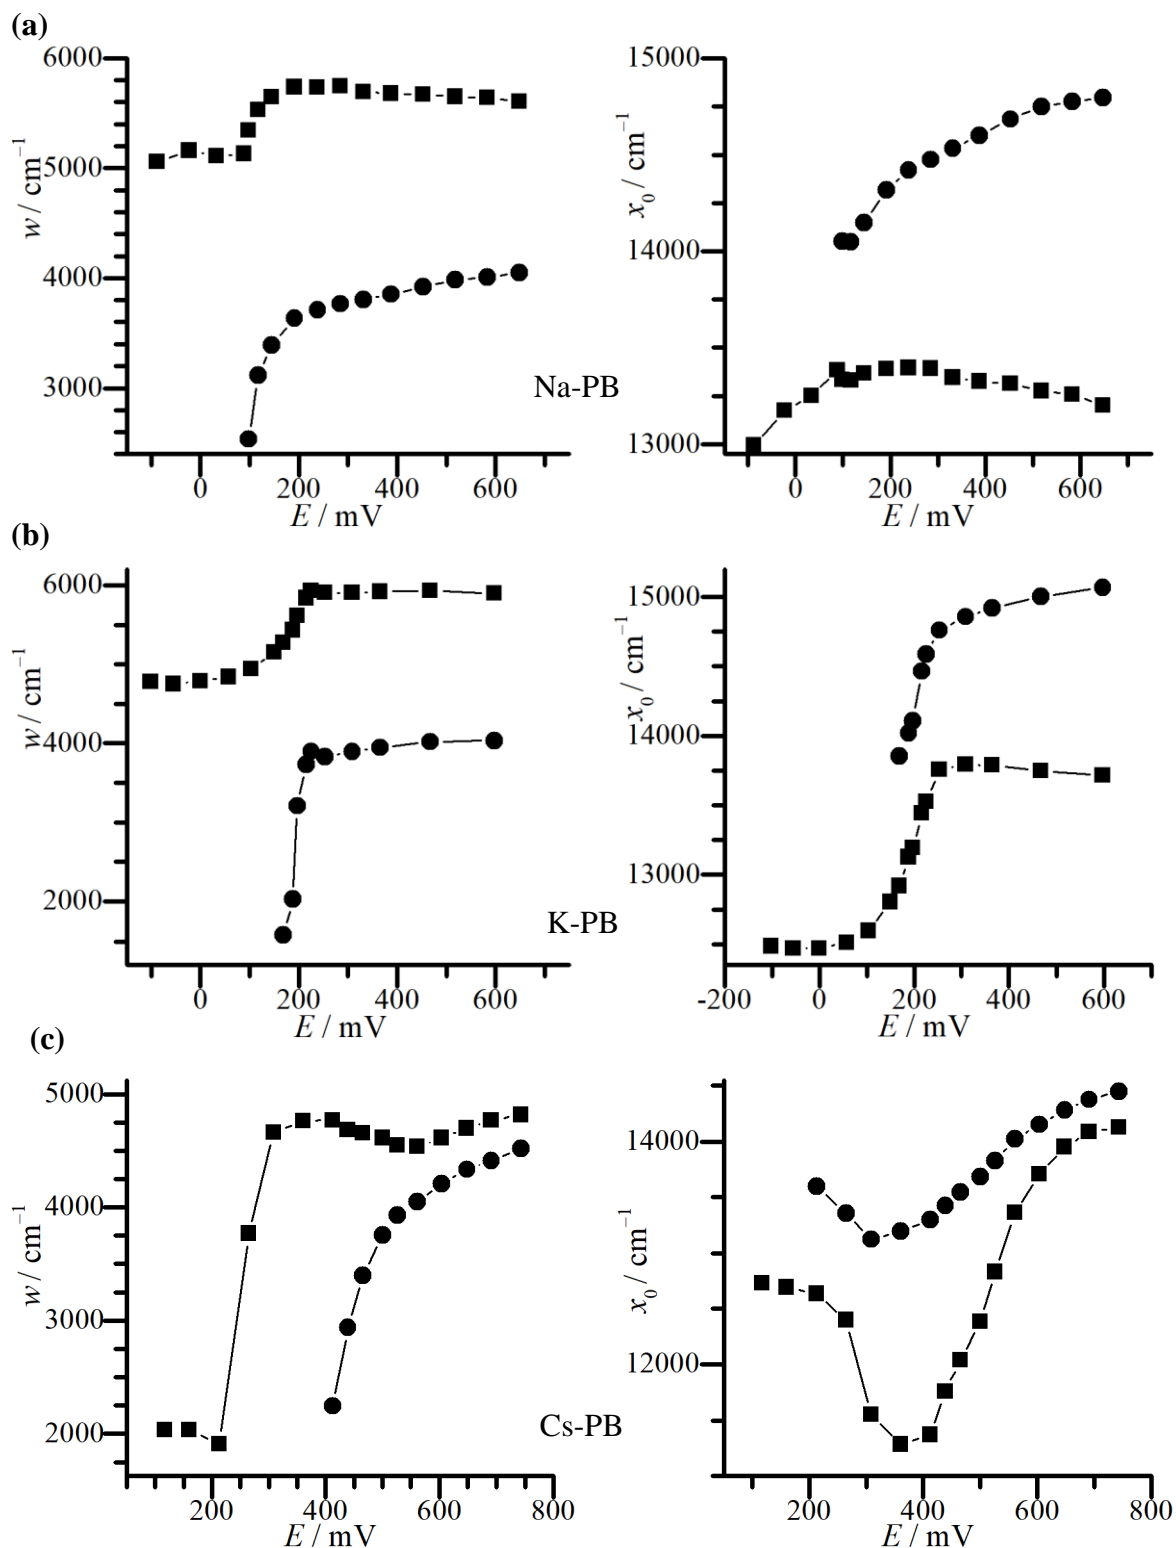 (a)
6000
5000
4000
3000
w / cm⁻¹
0 200 400 600
E / mV
Na-PB
15000
14000
13000
x₀ / cm⁻¹
0 200 400 600
E / mV
(b)
6000
4000
2000
w / cm⁻¹
0 200 400 600
E / mV
K-PB
15000
14000
13000
x₀ / cm⁻¹
-200 0 200 400 600
E / mV
(c)
5000
4000
3000
2000
w / cm⁻¹
200 400 600 800
E / mV
Cs-PB
14000
12000
x₀ / cm⁻¹
200 400 600 800
E / mV